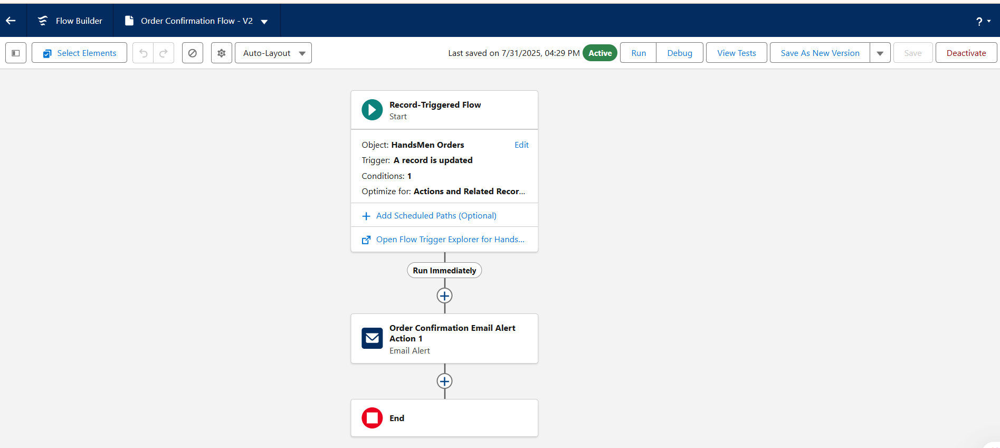 Flow Builder
Order Confirmation Flow - V2
?
Select Elements
Auto-Layout
Last saved on 7/31/2025, 04:29 PM
Active
Run
Debug
View Tests
Save As New Version
Save
Deactivate
Record-Triggered Flow
Start
Object: HandsMen Orders
Edit
Trigger: A record is updated
Conditions: 1
Optimize for: Actions and Related Recor...
Add Scheduled Paths (Optional)
Open Flow Trigger Explorer for Hands...
Run Immediately
Order Confirmation Email Alert
Action 1
Email Alert
End